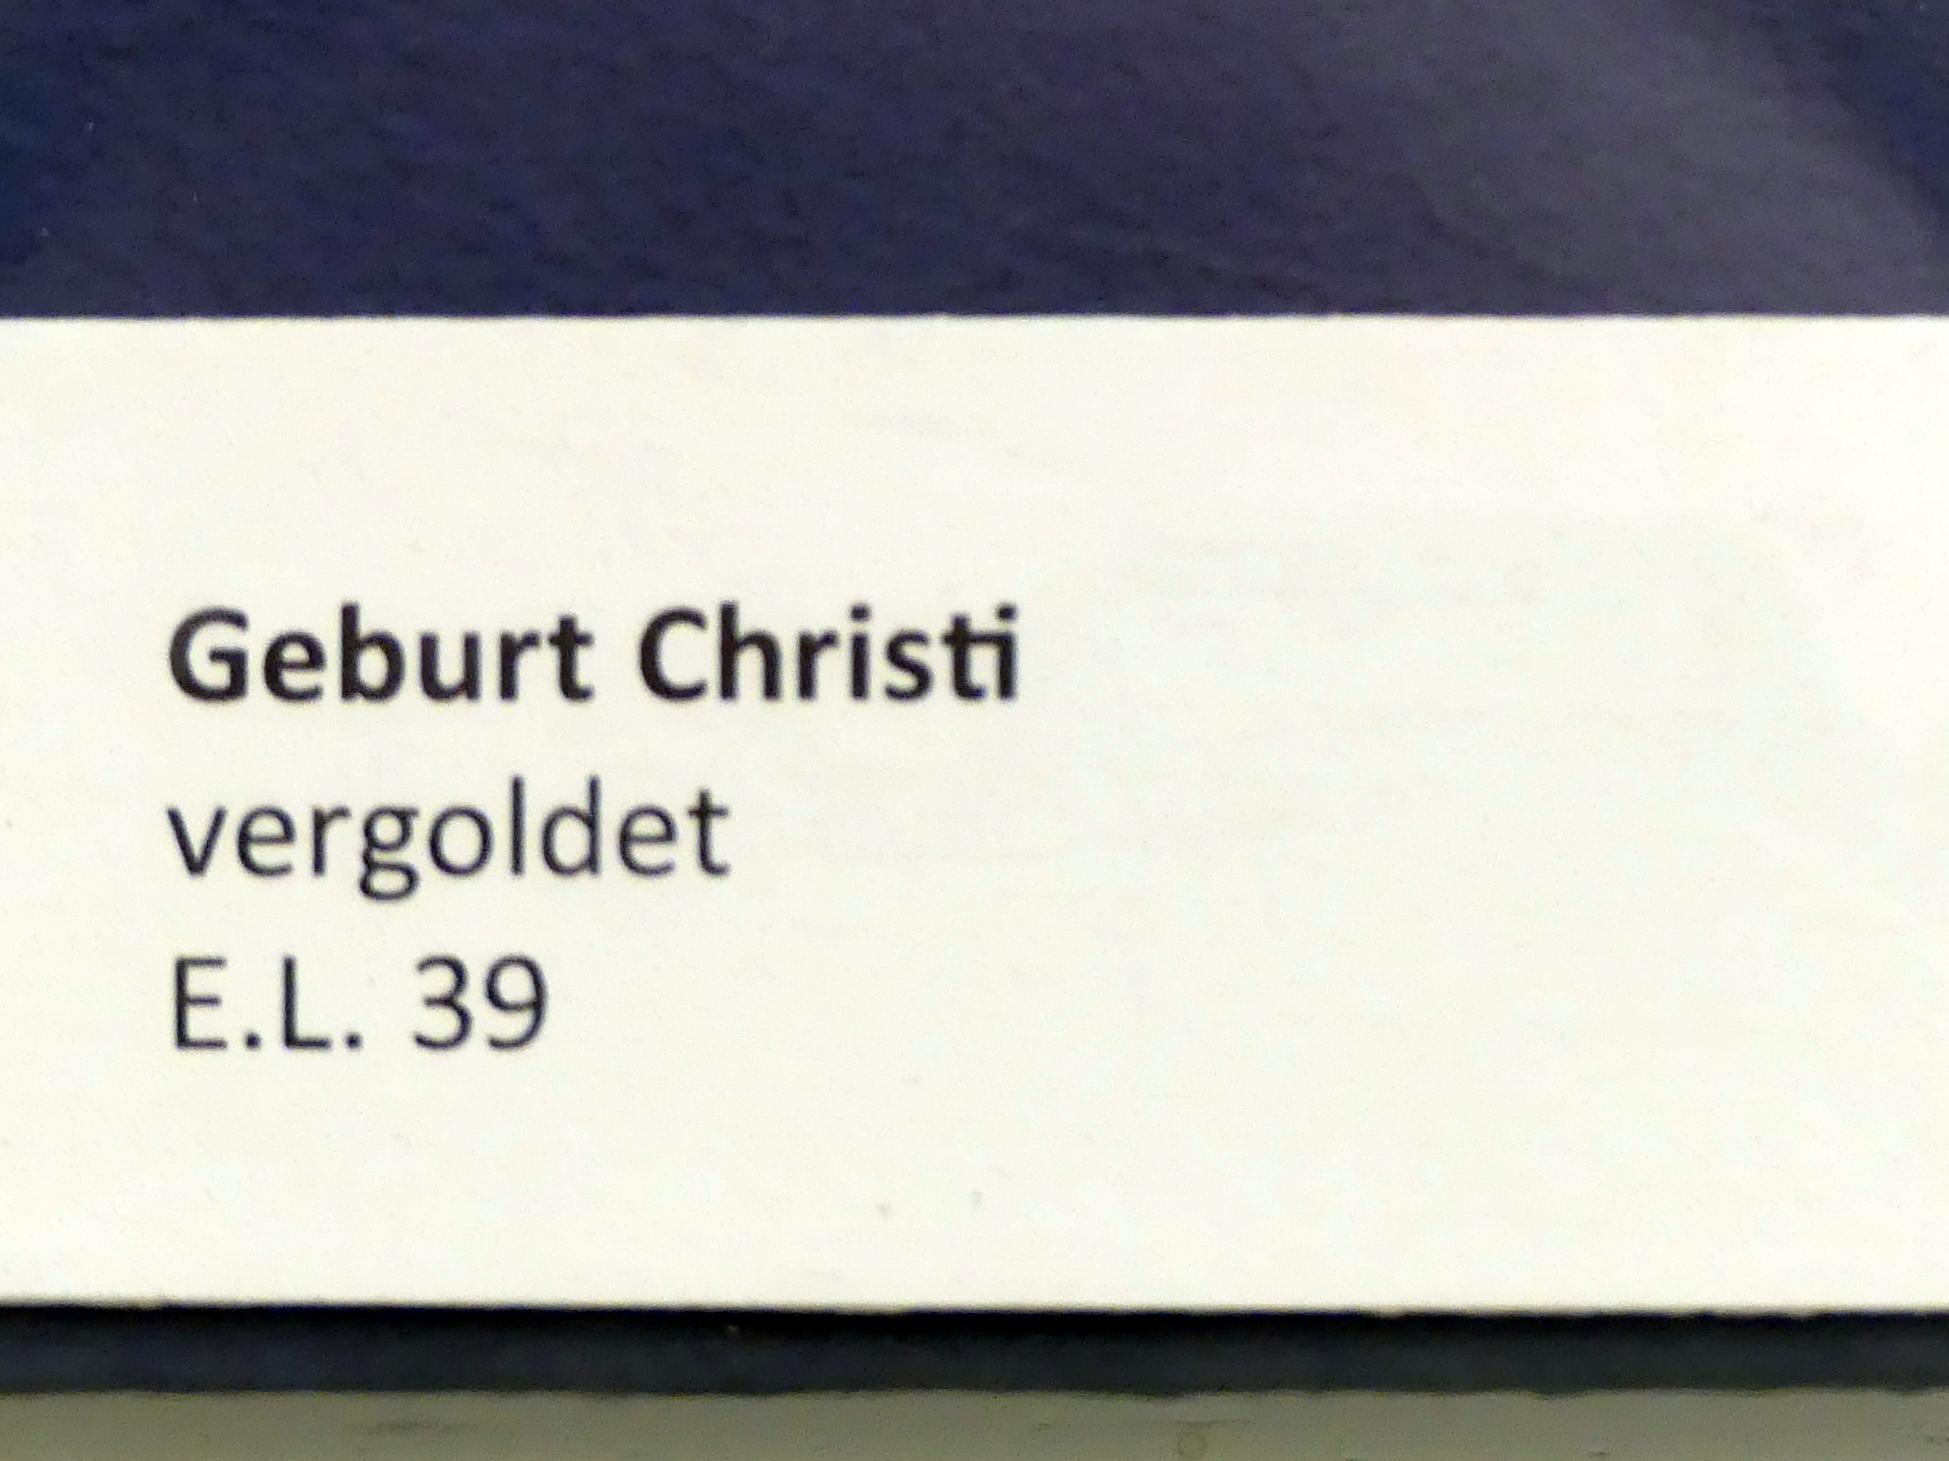 Geburt Christi
vergoldet
E.L. 39